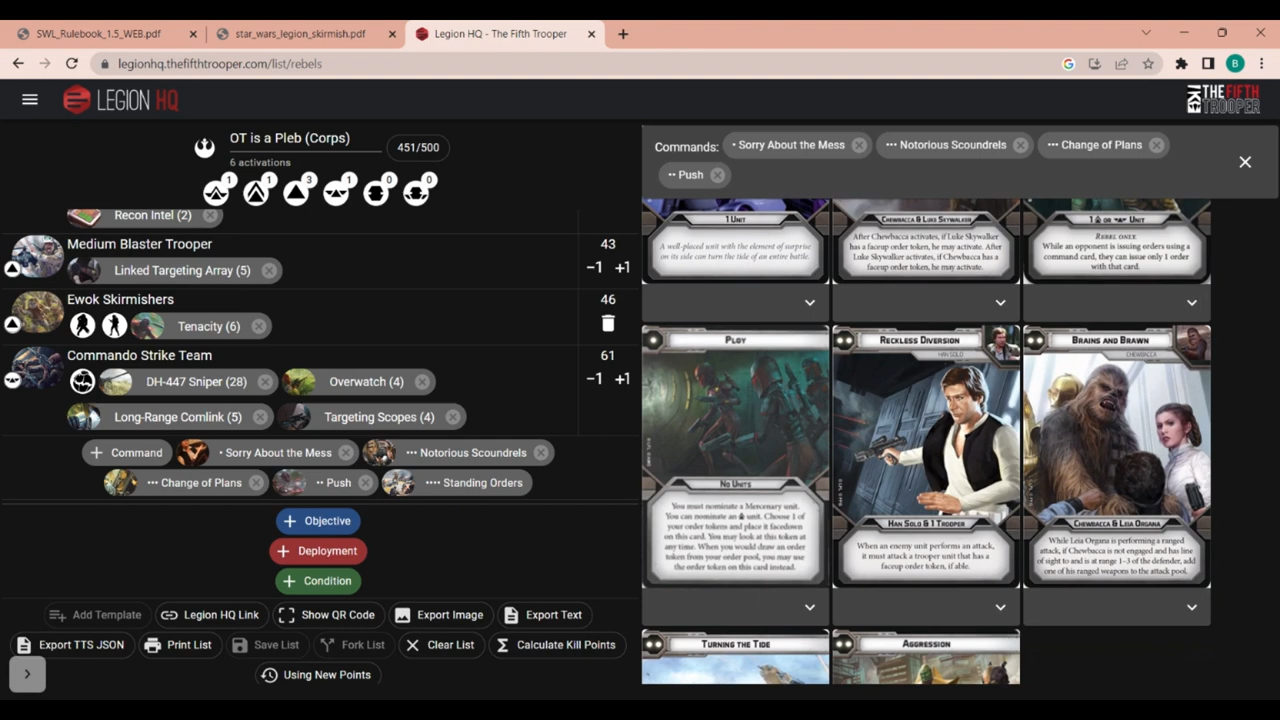 SWL_Rulebook_1.5_WEB.pdf
star_wars_legion_skirmish.pdf
Legion HQ - The Fifth Trooper
legionhq.thefifthtrooper.com/list/rebels
B
LEGION HQ
THE FIFTH
TROOPER
OT is a Pleb (Corps)
451/500
6 activations
1 1 3 1 0 0
Recon Intel (2)
Medium Blaster Trooper
43
Linked Targeting Array (5)
−1 +1
Ewok Skirmishers
46
Tenacity (6)
Commando Strike Team
61
DH-447 Sniper (28)
Overwatch (4)
−1 +1
Long-Range Comlink (5)
Targeting Scopes (4)
+ Command
• Sorry About the Mess
••• Notorious Scoundrels
••• Change of Plans
•• Push
•••• Standing Orders
+ Objective
+ Deployment
+ Condition
Add Template
Legion HQ Link
Show QR Code
Export Image
Export Text
Export TTS JSON
Print List
Save List
Fork List
Clear List
Calculate Kill Points
Using New Points
Commands:
• Sorry About the Mess
••• Notorious Scoundrels
••• Change of Plans
•• Push
1 Unit
A well-placed unit with the element of surprise
on its side can turn the tide of an entire battle.
Chewbacca & Luke Skywalker
After Chewbacca activates, if Luke Skywalker
has a faceup order token, he may activate. After
Luke Skywalker activates, if Chewbacca has a
faceup order token, he may activate.
1 or Unit
Rebel only.
While an opponent is issuing orders using a
command card, they can issue only 1 order
with that card.
Ploy
No Units
You must nominate a Mercenary unit.
You can nominate an unit. Choose 1 of
your order tokens and place it facedown
on this card. You may look at this token at
any time. When you would draw an order
token from your order pool, you may use
the order token on this card instead.
Reckless Diversion
Han Solo
Han Solo & 1 Trooper
When an enemy unit performs an attack,
it must attack a trooper unit that has a
faceup order token, if able.
Brains and Brawn
Chewbacca
Chewbacca & Leia Organa
While Leia Organa is performing a ranged
attack, if Chewbacca is not engaged and has line
of sight to and is at range 1–3 of the defender, add
one of his ranged weapons to the attack pool.
Turning the Tide
Aggression